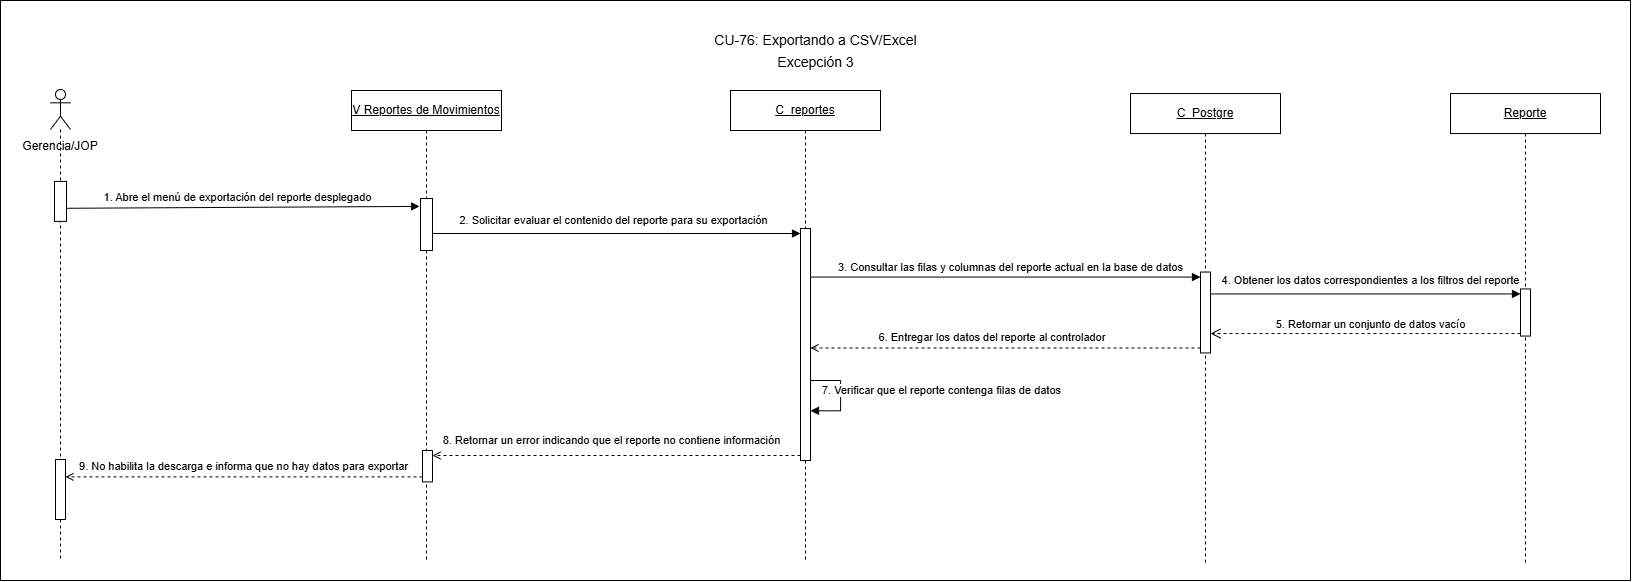 CU-76: Exportando a CSV/Excel
Excepción 3
Gerencia/JOP
V Reportes de Movimientos
C_reportes
C_Postgre
Reporte
1. Abre el menú de exportación del reporte desplegado
2. Solicitar evaluar el contenido del reporte para su exportación
3. Consultar las filas y columnas del reporte actual en la base de datos
4. Obtener los datos correspondientes a los filtros del reporte
5. Retornar un conjunto de datos vacío
6. Entregar los datos del reporte al controlador
7. Verificar que el reporte contenga filas de datos
8. Retornar un error indicando que el reporte no contiene información
9. No habilita la descarga e informa que no hay datos para exportar